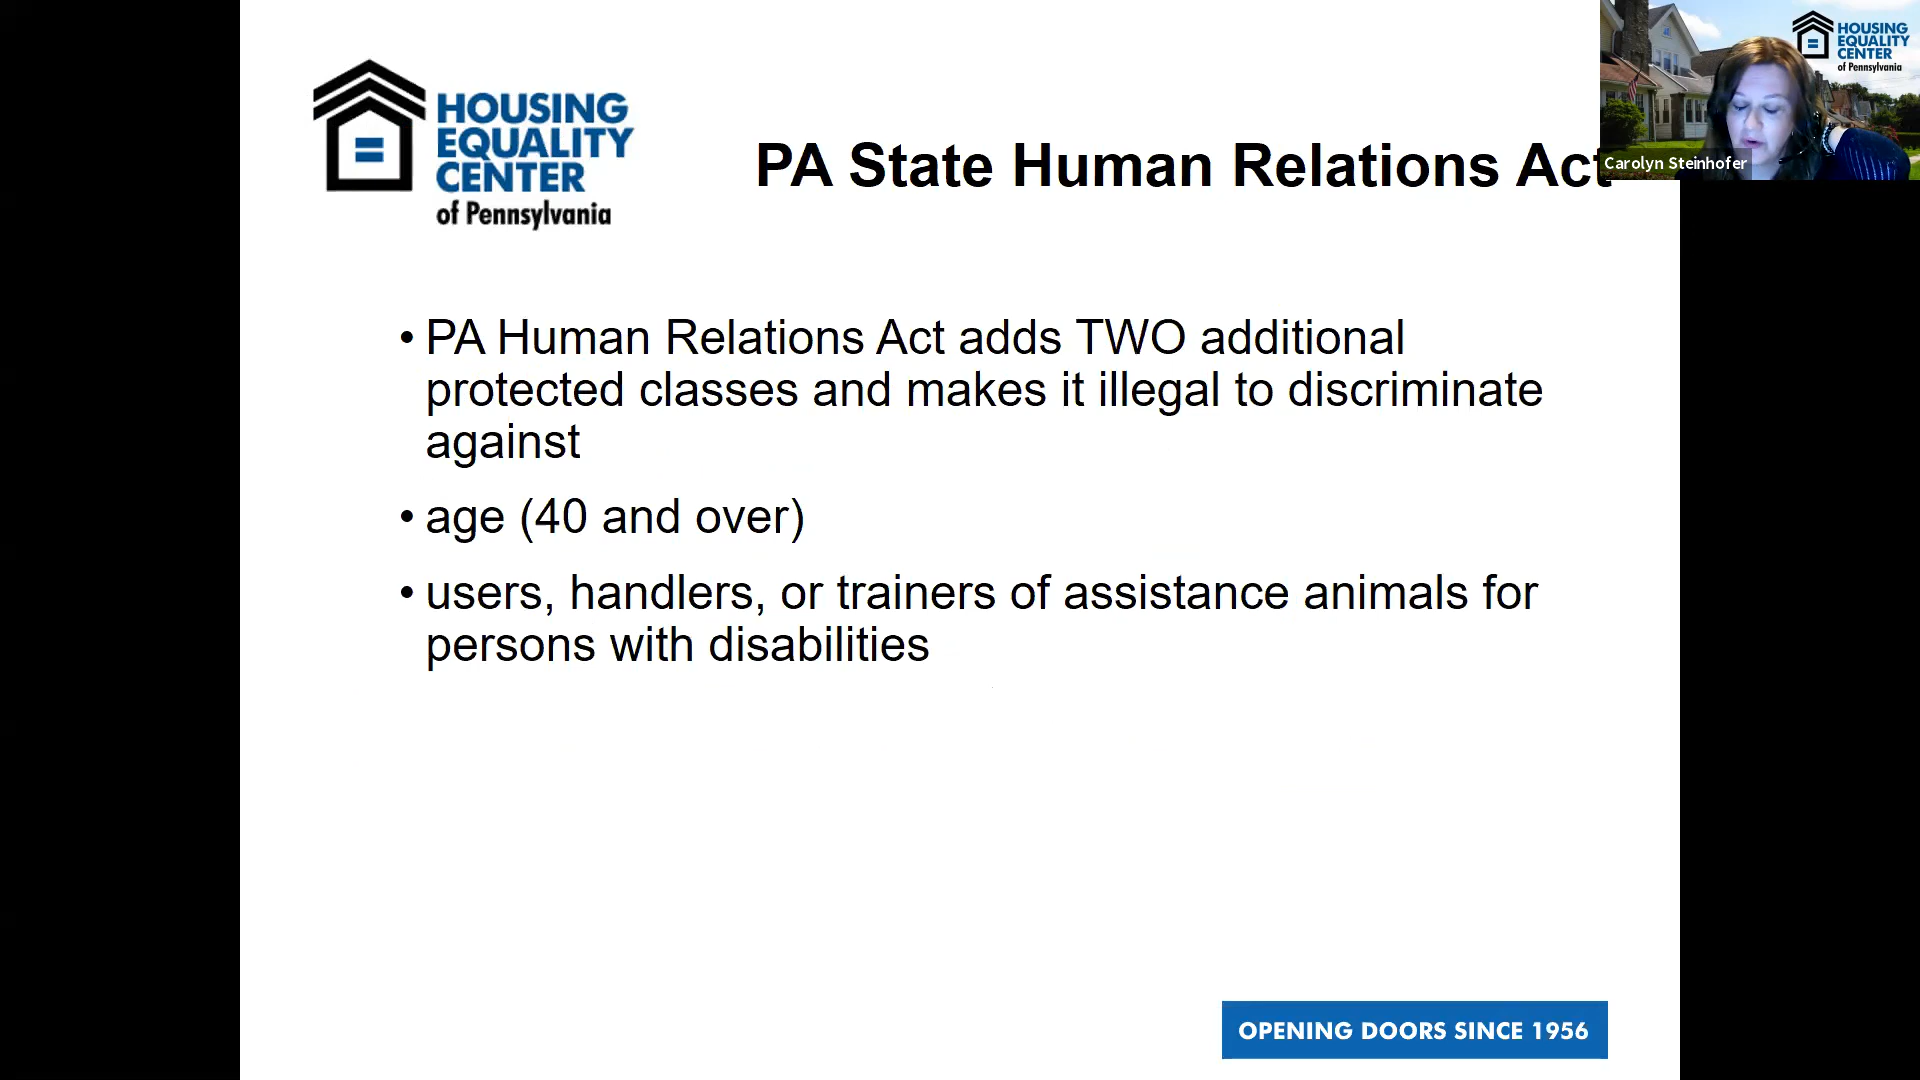 HOUSING
EQUALITY
CENTER
of Pennsylvania
PA State Human Relations Act
HOUSING
EQUALITY
CENTER
of Pennsylvania
Carolyn Steinhofer
• PA Human Relations Act adds TWO additional
protected classes and makes it illegal to discriminate
against
• age (40 and over)
• users, handlers, or trainers of assistance animals for
persons with disabilities
OPENING DOORS SINCE 1956